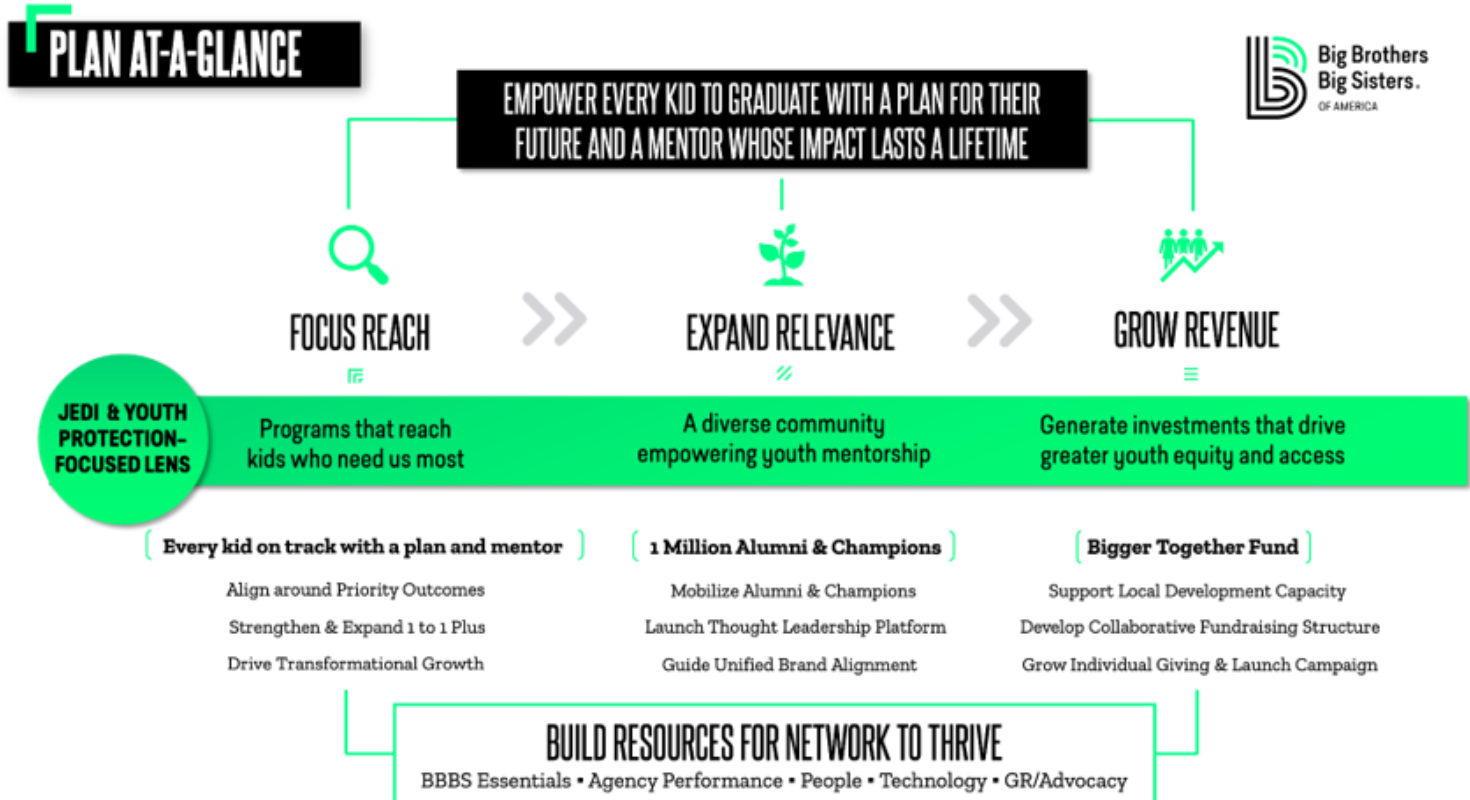 PLAN AT-A-GLANCE
Big Brothers
Big Sisters.
OF AMERICA
EMPOWER EVERY KID TO GRADUATE WITH A PLAN FOR THEIR
FUTURE AND A MENTOR WHOSE IMPACT LASTS A LIFETIME
FOCUS REACH
EXPAND RELEVANCE
GROW REVENUE
JEDI & YOUTH
PROTECTION-
FOCUSED LENS
Programs that reach
kids who need us most
A diverse community
empowering youth mentorship
Generate investments that drive
greater youth equity and access
Every kid on track with a plan and mentor
Align around Priority Outcomes
Strengthen & Expand 1 to 1 Plus
Drive Transformational Growth
1 Million Alumni & Champions
Mobilize Alumni & Champions
Launch Thought Leadership Platform
Guide Unified Brand Alignment
Bigger Together Fund
Support Local Development Capacity
Develop Collaborative Fundraising Structure
Grow Individual Giving & Launch Campaign
BUILD RESOURCES FOR NETWORK TO THRIVE
BBBS Essentials ▪ Agency Performance ▪ People ▪ Technology ▪ GR/Advocacy